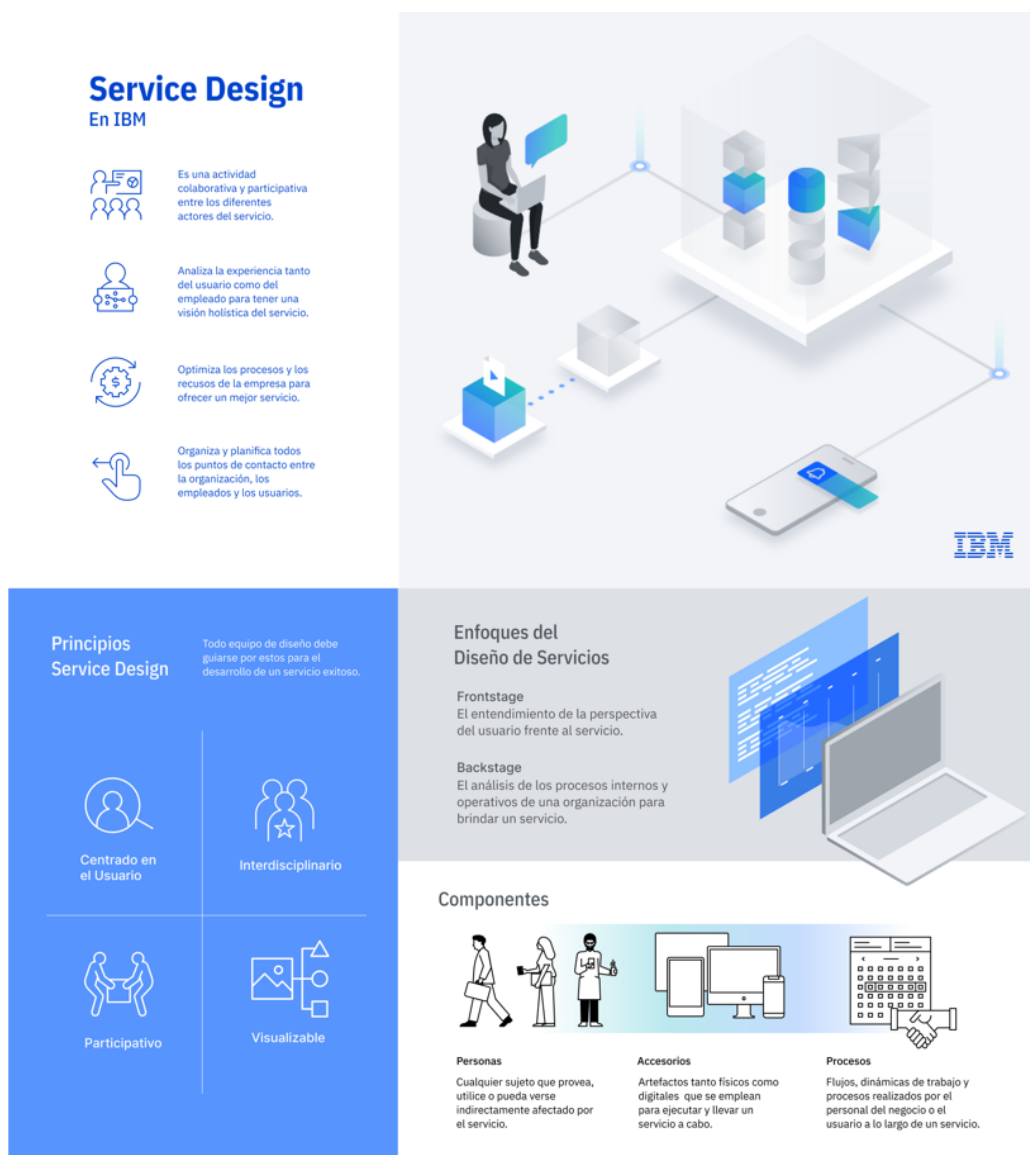 Service Design
En IBM
Es una actividad
colaborativa y participativa
entre los diferentes
actores del servicio.
Analiza la experiencia tanto
del usuario como del
empleado para tener una
visión holística del servicio.
Optimiza los procesos y los
recusos de la empresa para
ofrecer un mejor servicio.
Organiza y planifica todos
los puntos de contacto entre
la organización, los
empleados y los usuarios.
IBM
Principios
Service Design
Todo equipo de diseño debe
guiarse por estos para el
desarrollo de un servicio exitoso.
Centrado en
el Usuario
Interdisciplinario
Participativo
Visualizable
Enfoques del
Diseño de Servicios
Frontstage
El entendimiento de la perspectiva
del usuario frente al servicio.
Backstage
El análisis de los procesos internos y
operativos de una organización para
brindar un servicio.
Componentes
Personas
Cualquier sujeto que provea,
utilice o pueda verse
indirectamente afectado por
el servicio.
Accesorios
Artefactos tanto físicos como
digitales que se emplean
para ejecutar y llevar un
servicio a cabo.
Procesos
Flujos, dinámicas de trabajo y
procesos realizados por el
personal del negocio o el
usuario a lo largo de un servicio.